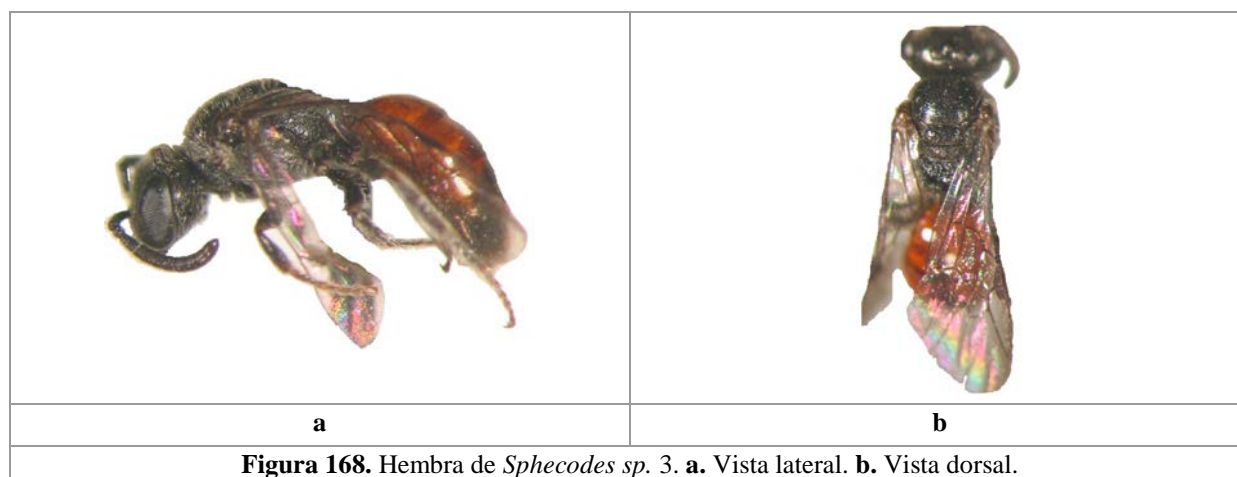 a
b
Figura 168. Hembra de Sphecodes sp. 3. a. Vista lateral. b. Vista dorsal.